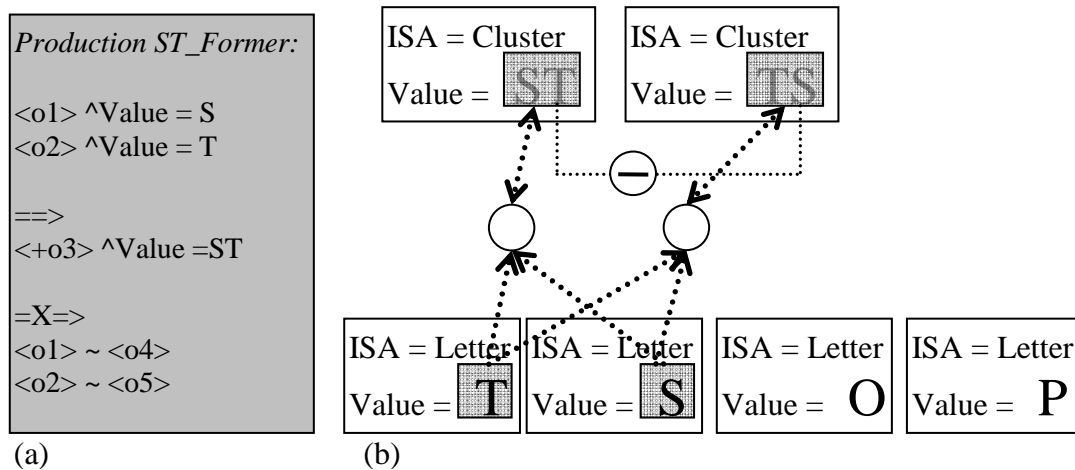 Production ST_Former:
<o1> ^Value = S
<o2> ^Value = T
==>
<+o3> ^Value =ST
=X=>
<o1> ~ <o4>
<o2> ~ <o5>
(a)
ISA = Cluster
Value = ST
ISA = Cluster
Value = TS
ISA = Letter
Value = T
ISA = Letter
Value = S
ISA = Letter
Value = O
ISA = Letter
Value = P
(b)